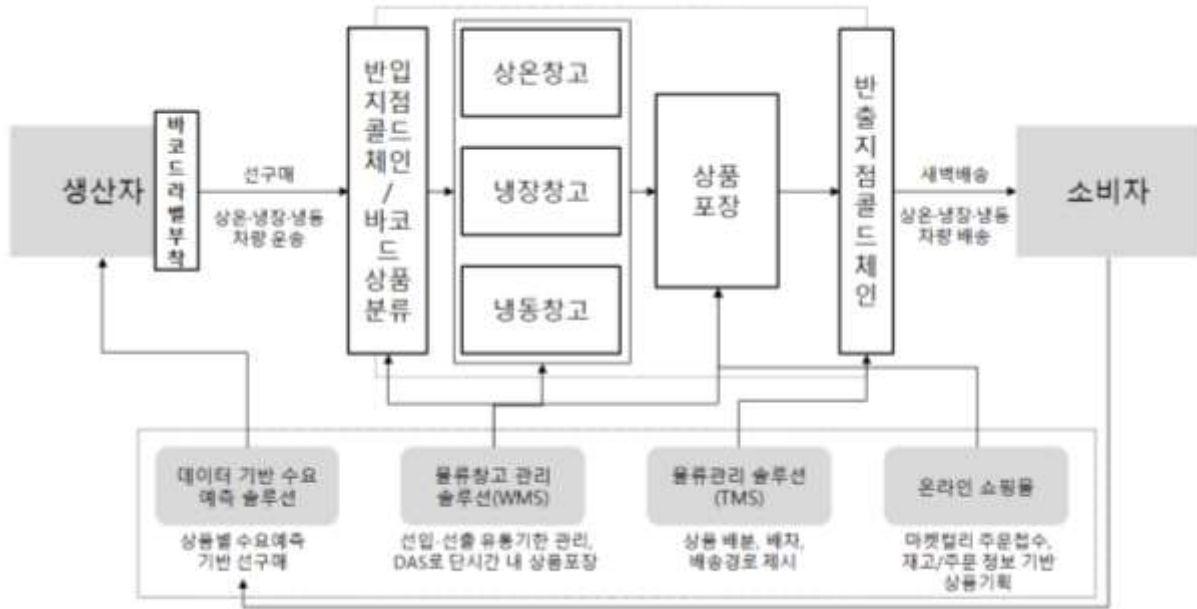 생산자
바
코
드
라
벨
부
착
선구매
상온·냉장·냉동
차량 운송
반입
지점
콜드
체인
/
바코
드
상품
분류
상온창고
냉장창고
냉동창고
상품
포장
반
출
지
점
콜
드
체
인
새벽배송
상온·냉장·냉동
차량 배송
소비자
데이터 기반 수요
예측 솔루션
상품별 수요예측
기반 선구매
물류창고 관리
솔루션(WMS)
선입·선출 유통기한 관리,
DAS로 단시간 내 상품포장
물류관리 솔루션
(TMS)
상품 배분, 배차,
배송경로 제시
온라인 쇼핑몰
마켓컬리 주문접수,
재고/주문 정보 기반
상품기획